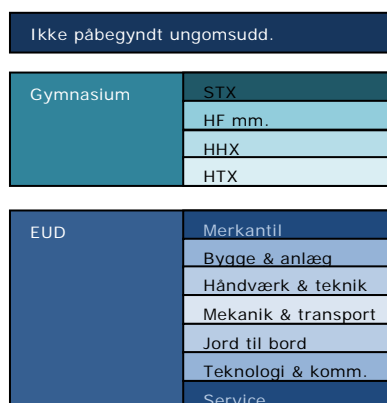 Ikke påbegyndt ungomsudd.
Gymnasium
STX
HF mm.
HHX
HTX
EUD
Merkantil
Bygge & anlæg
Håndværk & teknik
Mekanik & transport
Jord til bord
Teknologi & komm.
Service